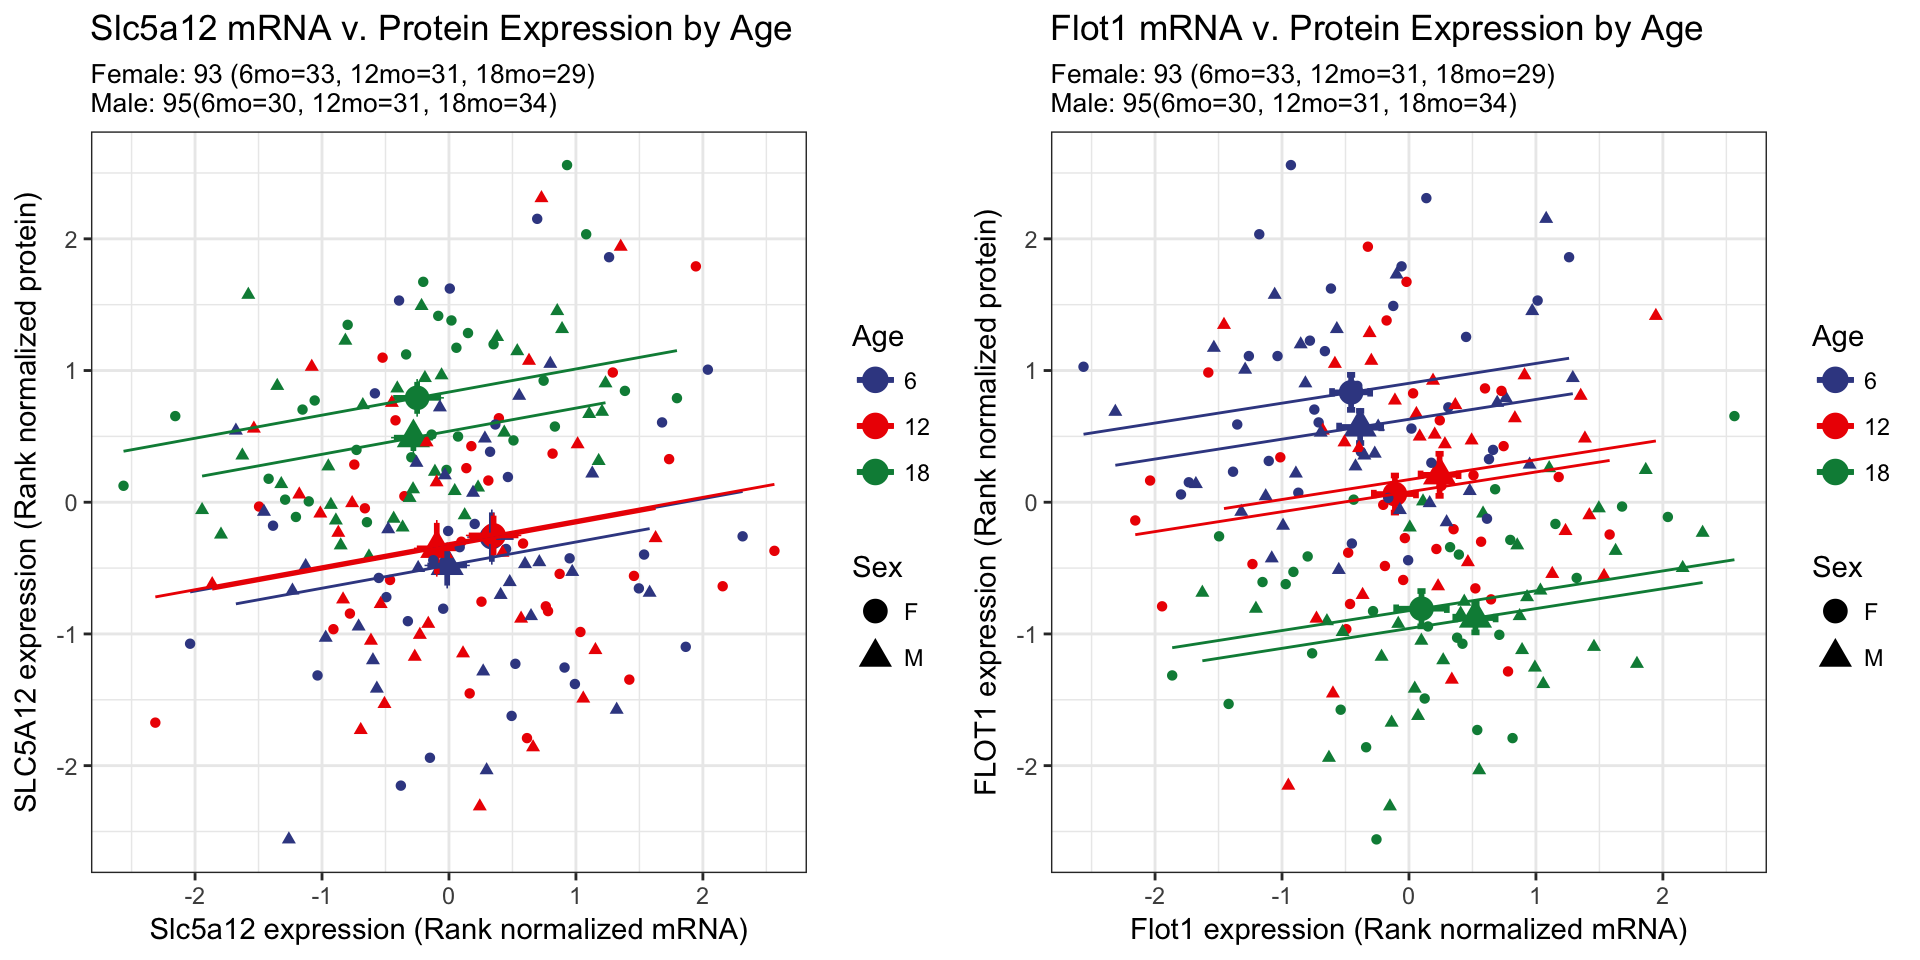 Slc5a12 mRNA v. Protein Expression by Age
Female: 93 (6mo=33, 12mo=31, 18mo=29)
Male: 95(6mo=30, 12mo=31, 18mo=34)
SLC5A12 expression (Rank normalized protein)
2
1
0
-1
-2
-2
-1
0
1
2
Slc5a12 expression (Rank normalized mRNA)
Age
6
12
18
Sex
F
M
Flot1 mRNA v. Protein Expression by Age
Female: 93 (6mo=33, 12mo=31, 18mo=29)
Male: 95(6mo=30, 12mo=31, 18mo=34)
FLOT1 expression (Rank normalized protein)
2
1
0
-1
-2
-2
-1
0
1
2
Flot1 expression (Rank normalized mRNA)
Age
6
12
18
Sex
F
M